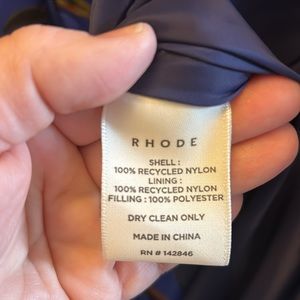 RHODE
SHELL :
100% RECYCLED NYLON
LINING :
100% RECYCLED NYLON
FILLING : 100% POLYESTER
DRY CLEAN ONLY
MADE IN CHINA
RN # 142846